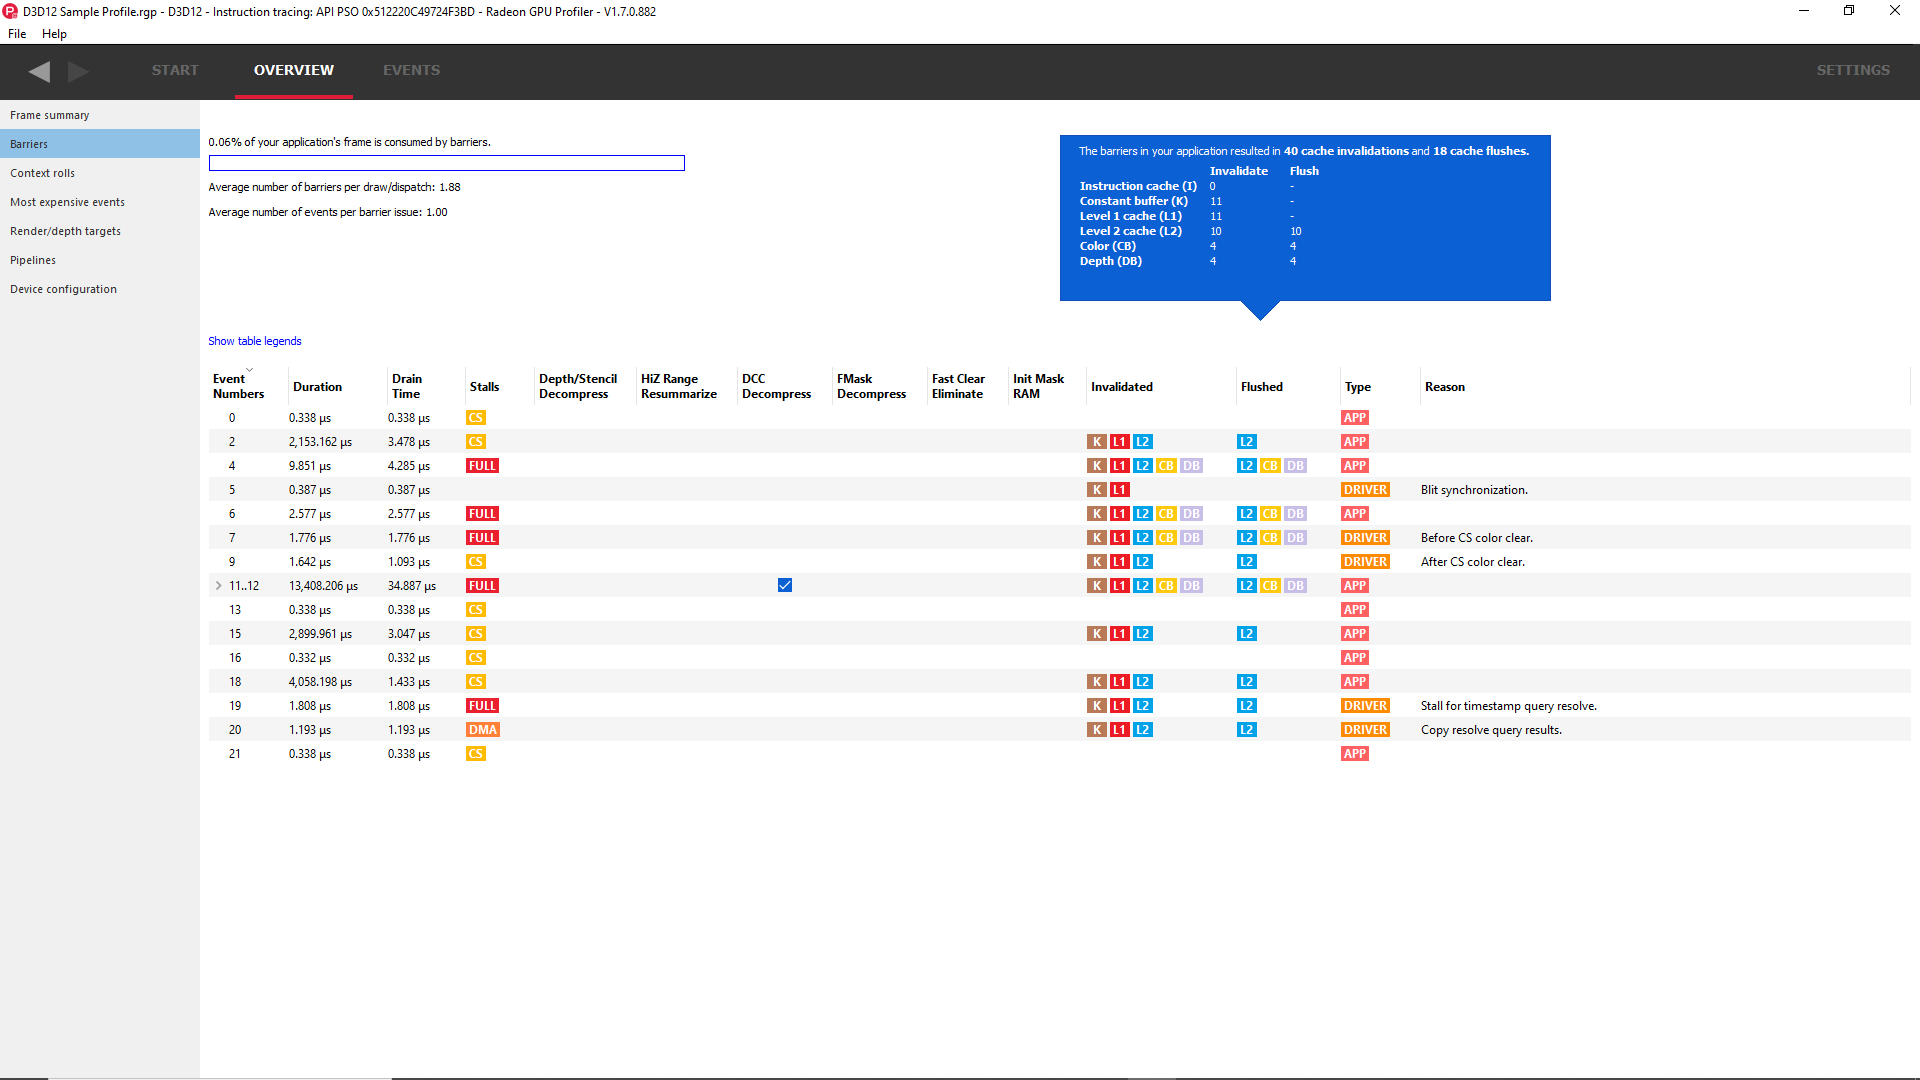 D3D12 Sample Profile.rgp - D3D12 - Instruction tracing: API PSO 0x512220C49724F3BD - Radeon GPU Profiler - V1.7.0.882
File Help
START OVERVIEW EVENTS SETTINGS
Frame summary
Barriers
Context rolls
Most expensive events
Render/depth targets
Pipelines
Device configuration
0.06% of your application's frame is consumed by barriers.
Average number of barriers per draw/dispatch: 1.88
Average number of events per barrier issue: 1.00
The barriers in your application resulted in 40 cache invalidations and 18 cache flushes.
Invalidate Flush
Instruction cache (I) 0 -
Constant buffer (K) 11 -
Level 1 cache (L1) 11 -
Level 2 cache (L2) 10 10
Color (CB) 4 4
Depth (DB) 4 4
Show table legends
Event Numbers Duration Drain Time Stalls Depth/Stencil Decompress HiZ Range Resummarize DCC Decompress FMask Decompress Fast Clear Eliminate Init Mask RAM Invalidated Flushed Type Reason
0 0.338 µs 0.338 µs CS APP
2 2,153.162 µs 3.478 µs CS K L1 L2 L2 APP
4 9.851 µs 4.285 µs FULL K L1 L2 CB DB L2 CB DB APP
5 0.387 µs 0.387 µs K L1 DRIVER Blit synchronization.
6 2.577 µs 2.577 µs FULL K L1 L2 CB DB L2 CB DB APP
7 1.776 µs 1.776 µs FULL K L1 L2 CB DB L2 CB DB DRIVER Before CS color clear.
9 1.642 µs 1.093 µs CS K L1 L2 L2 DRIVER After CS color clear.
11..12 13,408.206 µs 34.887 µs FULL K L1 L2 CB DB L2 CB DB APP
13 0.338 µs 0.338 µs CS APP
15 2,899.961 µs 3.047 µs CS K L1 L2 L2 APP
16 0.332 µs 0.332 µs CS APP
18 4,058.198 µs 1.433 µs CS K L1 L2 L2 APP
19 1.808 µs 1.808 µs FULL K L1 L2 L2 DRIVER Stall for timestamp query resolve.
20 1.193 µs 1.193 µs DMA K L1 L2 L2 DRIVER Copy resolve query results.
21 0.338 µs 0.338 µs CS APP